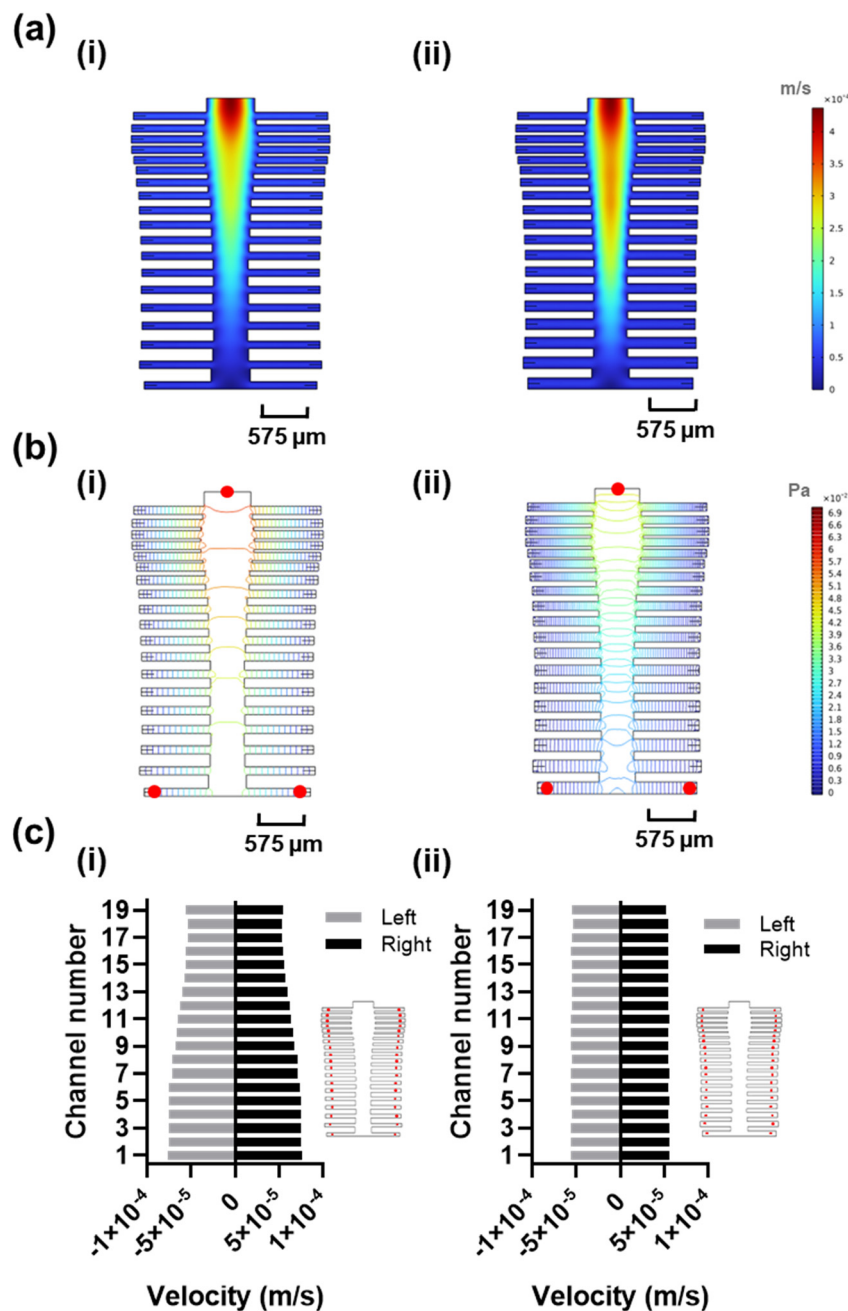 (a)
(i)
(ii)
m/s
4
3.5
3
2.5
2
1.5
1
0.5
0
575 µm
575 µm
(b)
(i)
(ii)
Pa
×10⁻²
6.9
6.6
6.3
6
5.7
5.4
5.1
4.8
4.5
4.2
3.9
3.6
3.3
3
2.7
2.4
2.1
1.8
1.5
1.2
0.9
0.6
0.3
0
575 µm
575 µm
(c)
(i)
(ii)
Channel number
19
17
15
13
11
9
7
5
3
1
Left
Right
-1×10⁻⁴
-5×10⁻⁵
0
5×10⁻⁵
1×10⁻⁴
Velocity (m/s)
Channel number
19
17
15
13
11
9
7
5
3
1
Left
Right
-1×10⁻⁴
-5×10⁻⁵
0
5×10⁻⁵
1×10⁻⁴
Velocity (m/s)